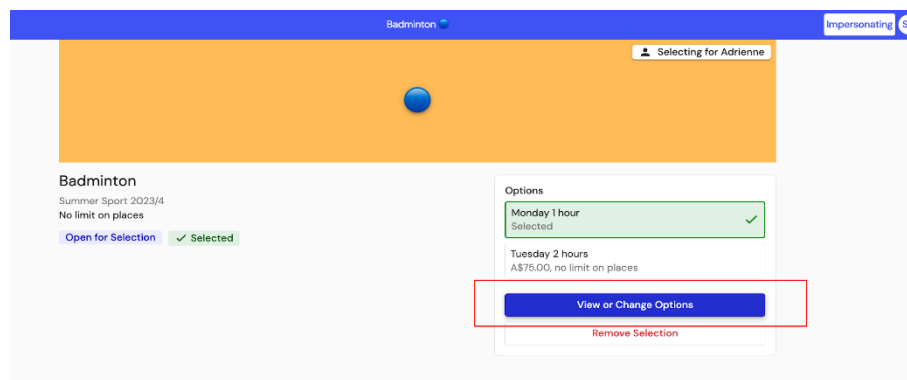 Badminton
Impersonating
Selecting for Adrienne
Badminton
Summer Sport 2023/4
No limit on places
Open for Selection
Selected
Options
Monday 1 hour
Selected
Tuesday 2 hours
A$75.00, no limit on places
View or Change Options
Remove Selection